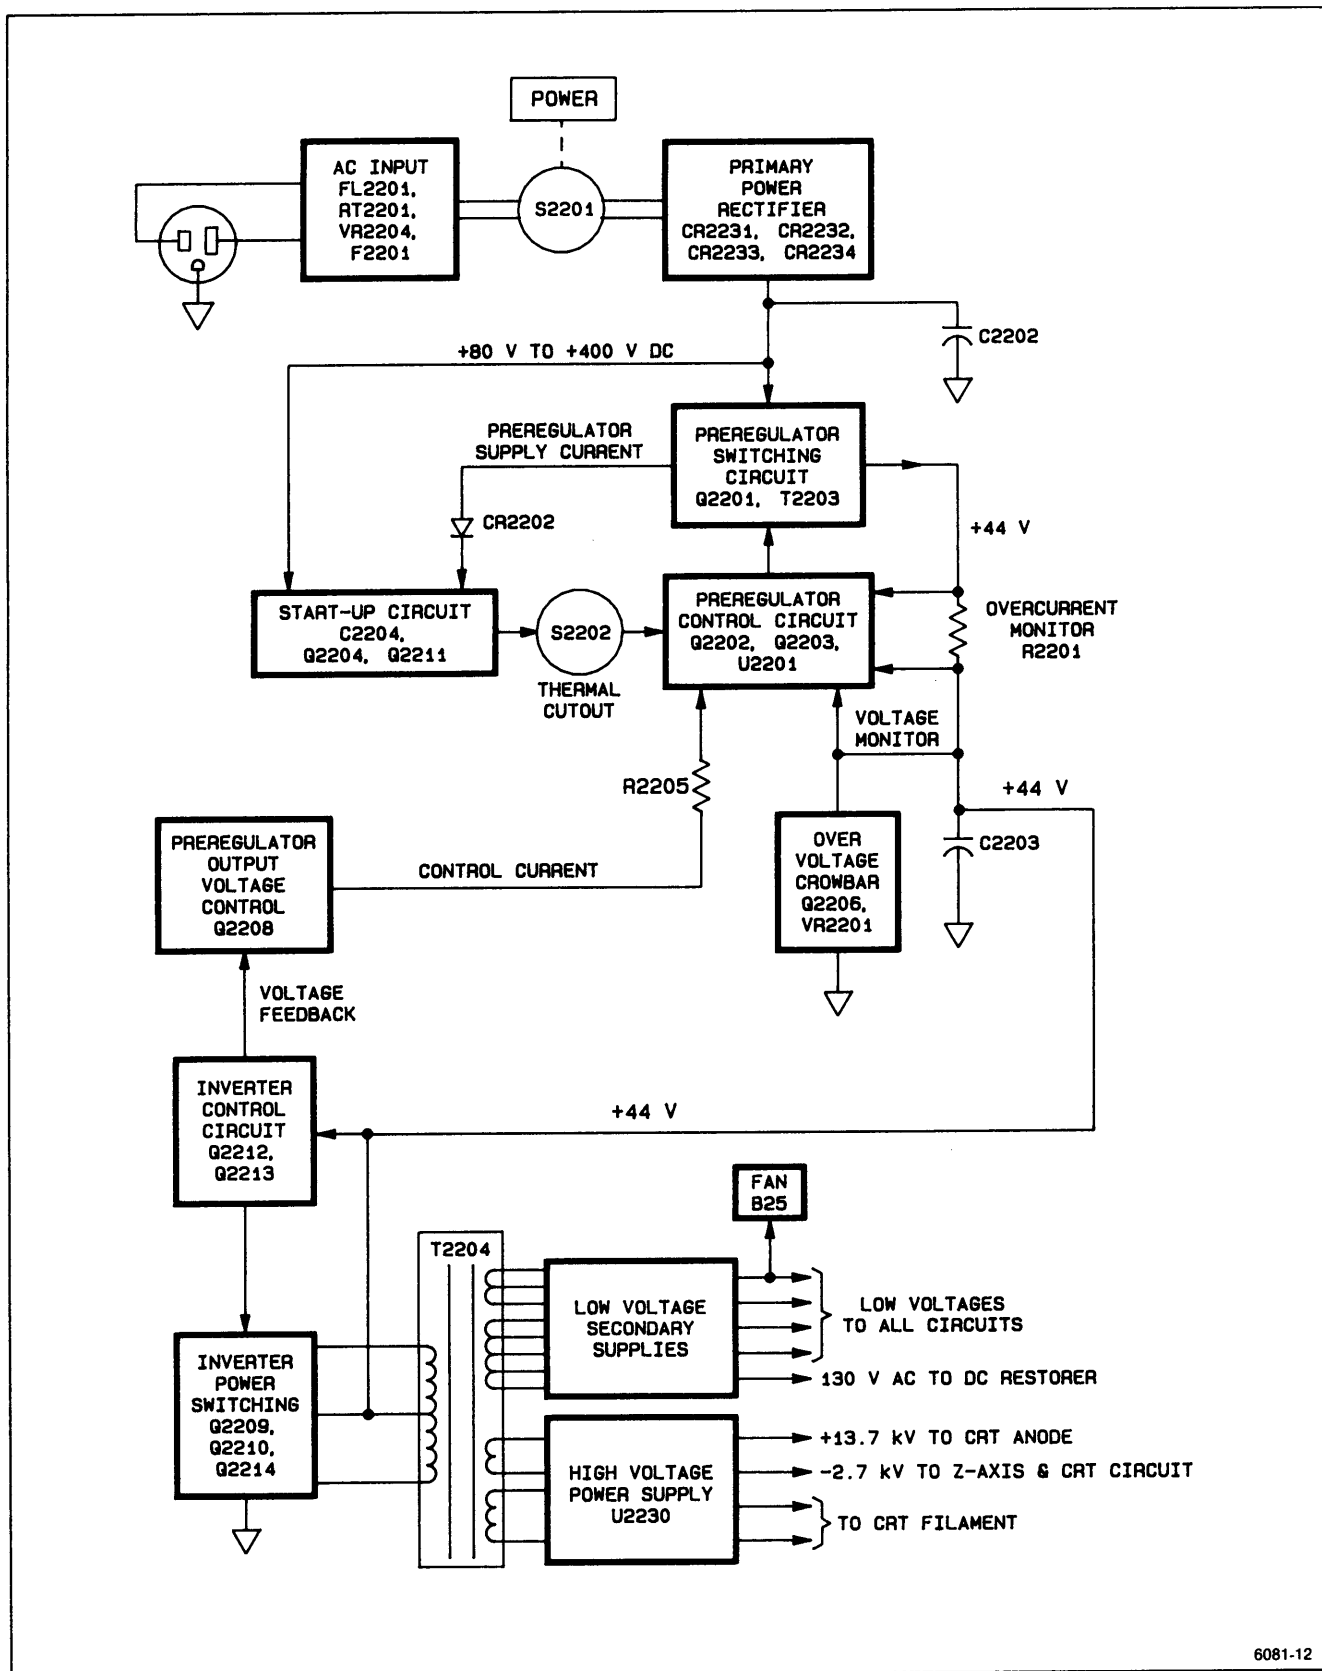 POWER
AC INPUT
FL2201,
RT2201,
VR2204,
F2201
S2201
PRIMARY
POWER
RECTIFIER
CR2231, CR2232,
CR2233, CR2234
C2202
+80 V TO +400 V DC
PREREGULATOR
SUPPLY CURRENT
PREREGULATOR
SWITCHING
CIRCUIT
Q2201, T2203
CR2202
+44 V
START-UP CIRCUIT
C2204,
Q2204, Q2211
S2202
THERMAL
CUTOUT
PREREGULATOR
CONTROL CIRCUIT
Q2202, Q2203,
U2201
OVERCURRENT
MONITOR
R2201
VOLTAGE
MONITOR
R2205
+44 V
PREREGULATOR
OUTPUT
VOLTAGE
CONTROL
Q2208
CONTROL CURRENT
OVER
VOLTAGE
CROWBAR
Q2206,
VR2201
C2203
VOLTAGE
FEEDBACK
INVERTER
CONTROL
CIRCUIT
Q2212,
Q2213
+44 V
FAN
B25
T2204
LOW VOLTAGE
SECONDARY
SUPPLIES
LOW VOLTAGES
TO ALL CIRCUITS
130 V AC TO DC RESTORER
INVERTER
POWER
SWITCHING
Q2209,
Q2210,
Q2214
HIGH VOLTAGE
POWER SUPPLY
U2230
+13.7 kV TO CRT ANODE
-2.7 kV TO Z-AXIS & CRT CIRCUIT
TO CRT FILAMENT
6081-12